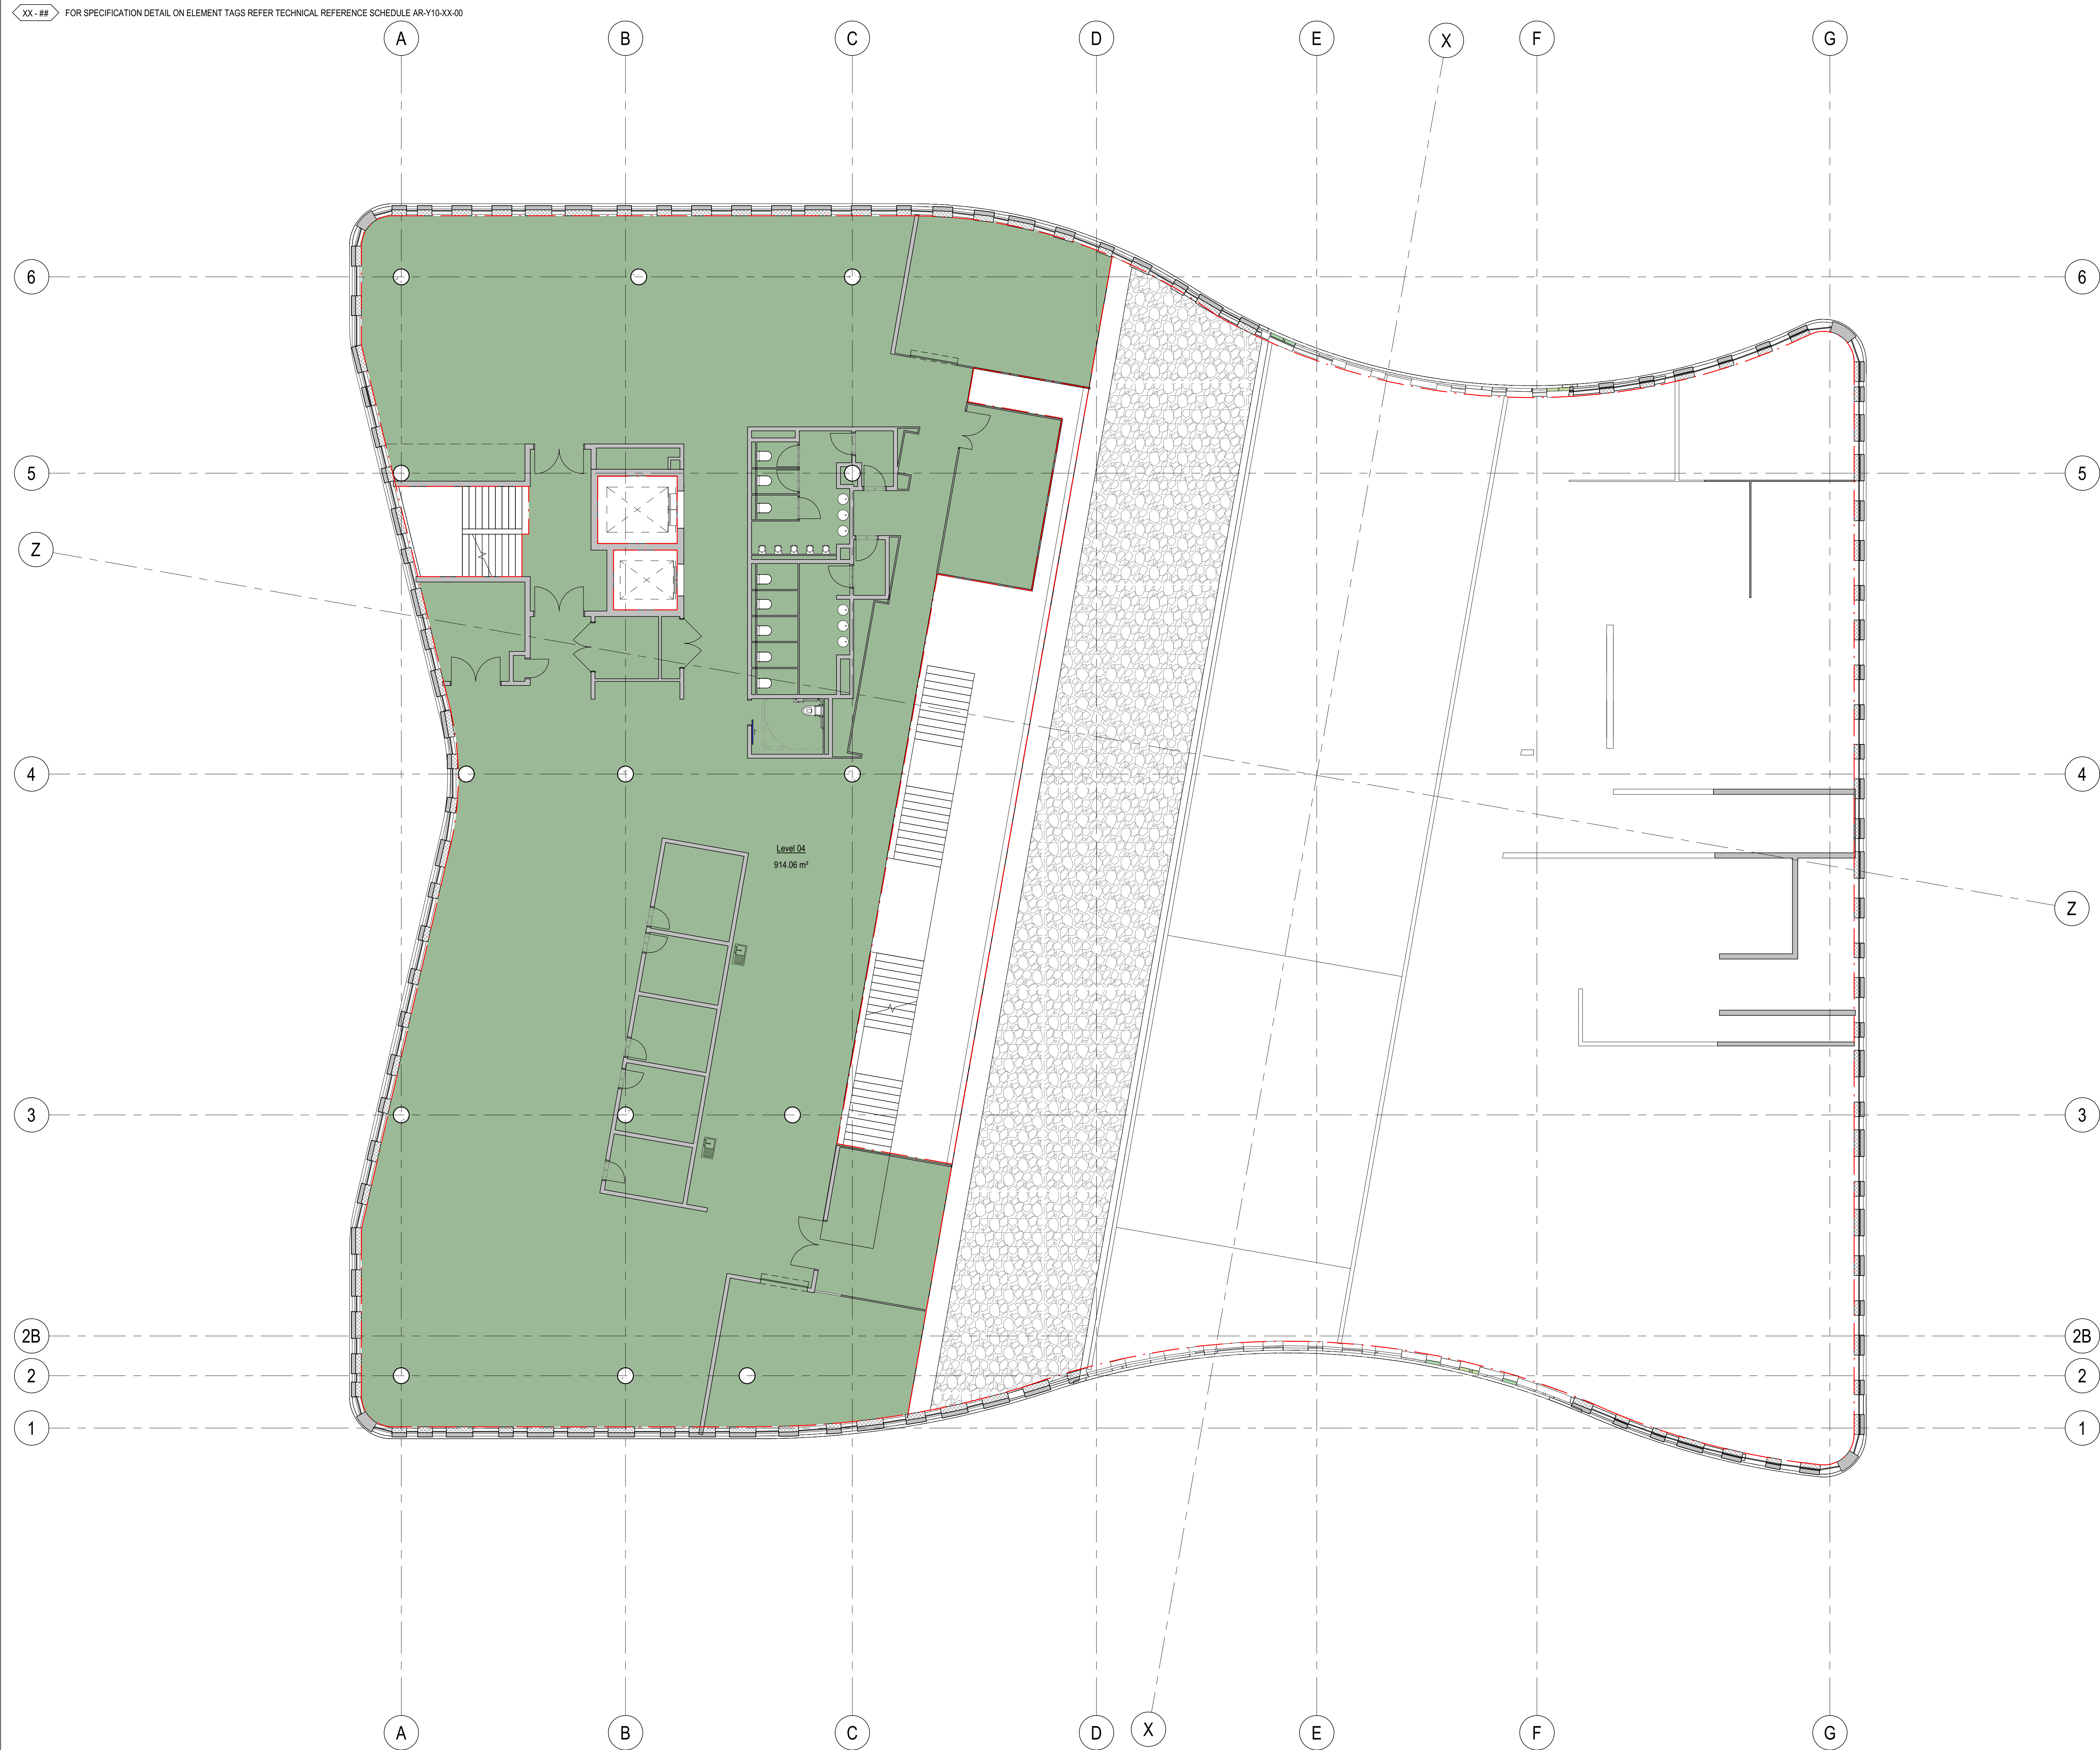 XX - ## FOR SPECIFICATION DETAIL ON ELEMENT TAGS REFER TECHNICAL REFERENCE SCHEDULE AR-Y10-XX-00
A B C D E X F G
6 6
5 5
Z
4 4
Level 04
914.06 m²
Z
3 3
2B 2B
2 2
1 1
A B C D X E F G